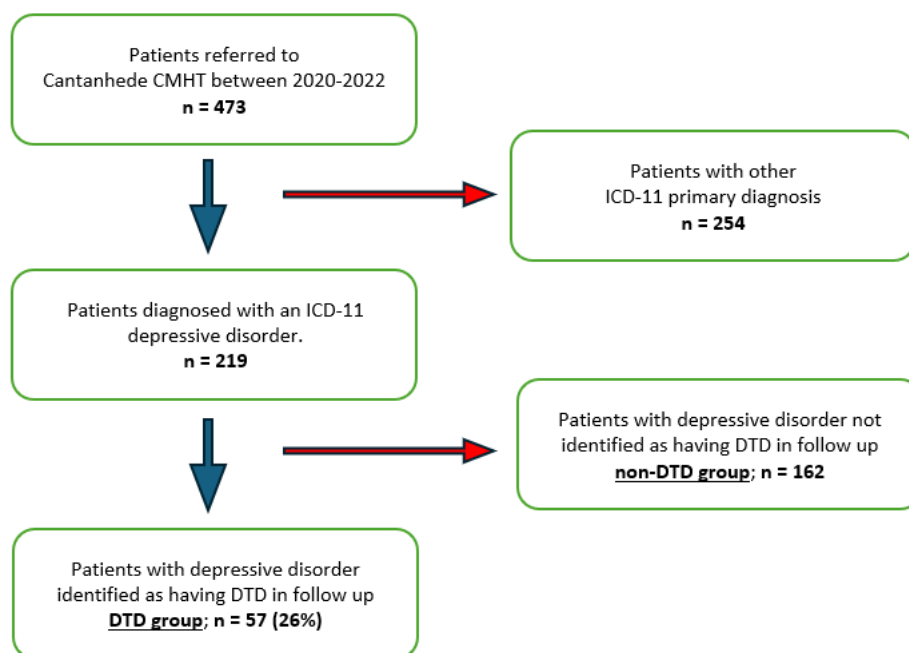 Patients referred to
Cantanhede CMHT between 2020-2022
n = 473
Patients with other
ICD-11 primary diagnosis
n = 254
Patients diagnosed with an ICD-11
depressive disorder.
n = 219
Patients with depressive disorder not
identified as having DTD in follow up
non-DTD group; n = 162
Patients with depressive disorder
identified as having DTD in follow up
DTD group; n = 57 (26%)